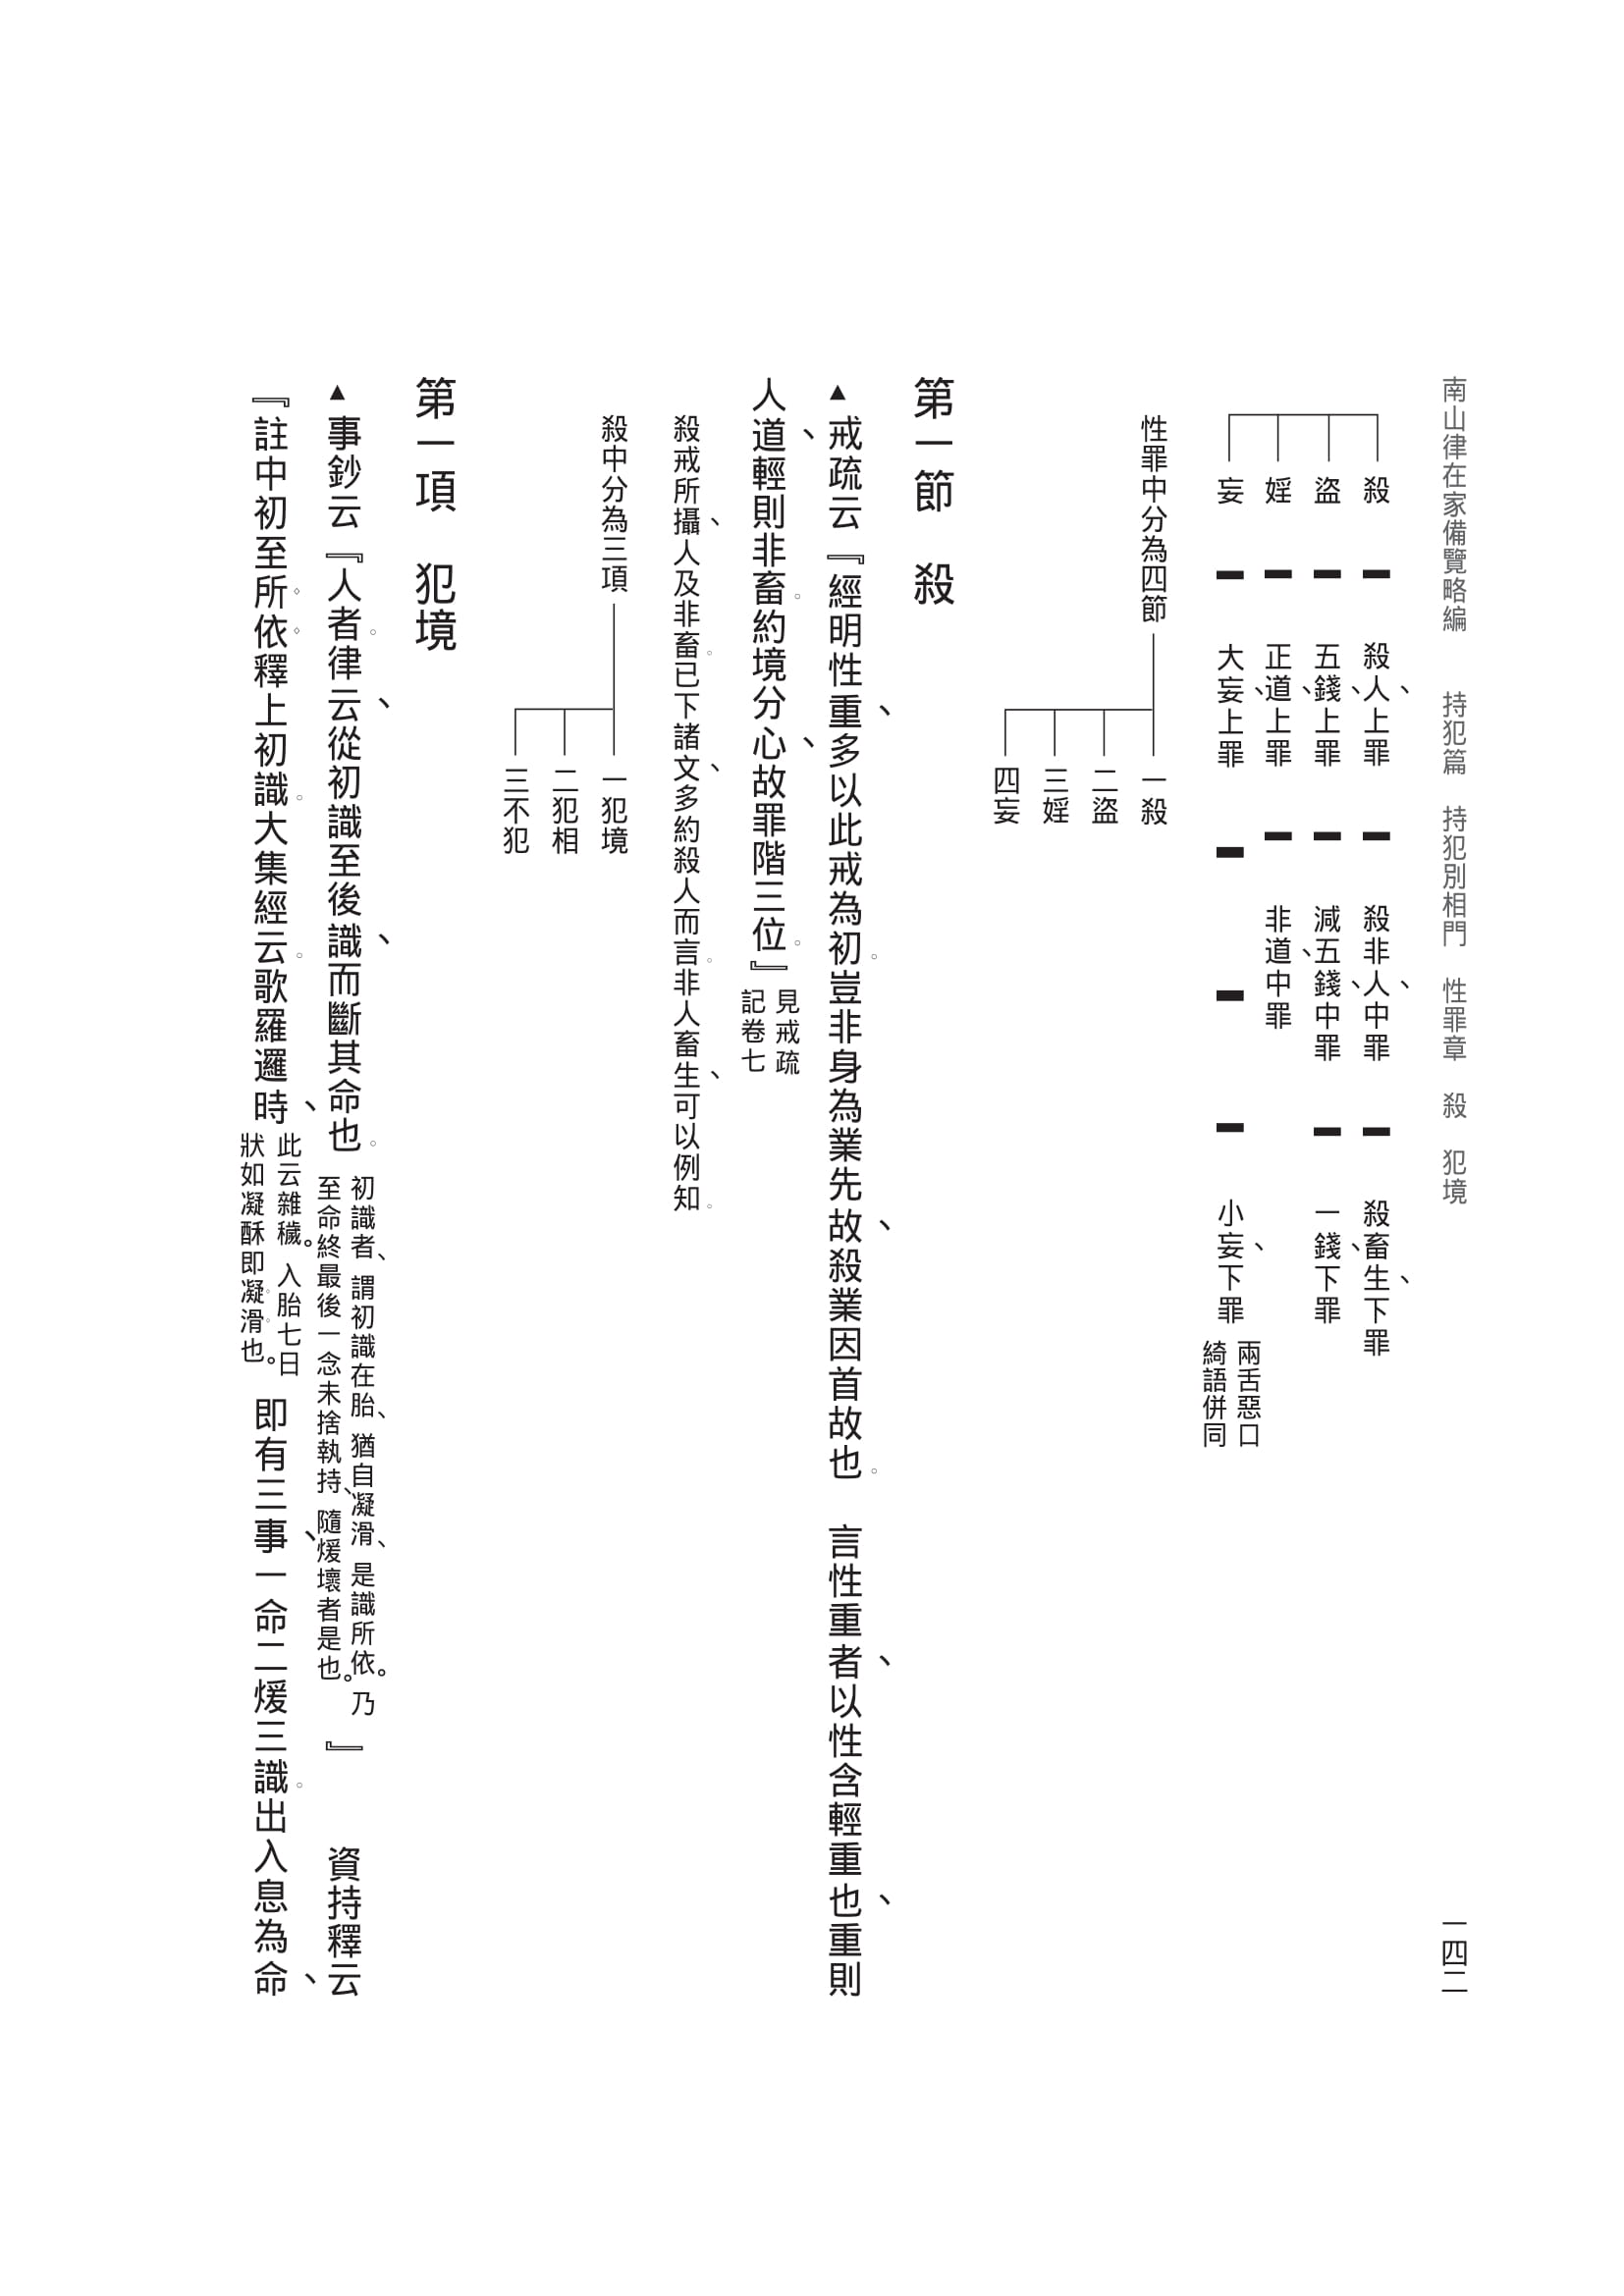 南山律在家備覽略編　　持犯篇　持犯別相門　性罪章　殺　犯境
一四二
殺　殺人、上罪　殺非人、中罪　殺畜生、下罪
盜　五錢、上罪　減五錢、中罪　一錢、下罪
婬　正道、上罪　非道、中罪
妄　大妄、上罪　小妄、下罪　兩舌惡口
綺語併同
性罪中分為四節
一殺
二盜
三婬
四妄
第一節　殺
▲戒疏云『經明性重、多以此戒為初。豈非身為業先故、殺業因首故也。　言性重者、以性含輕重也、重則
人道、輕則非畜。約境分心、故罪階三位。』見戒疏
記卷七
殺戒所攝、人及非畜。已下諸文、多約殺人而言。非人畜生、可以例知。
殺中分為三項
一犯境
二犯相
三不犯
第一項　犯境
▲事鈔云『人者。律云、從初識至後識、而斷其命也。初識者、謂初識在胎、猶自凝滑、是識所依。乃
至命終最後一念未捨執持、隨煖壞者是也。』　　資持釋云
『註中初至所依釋上初識。大集經云。歌羅邏時、此云雜穢。入胎七日
狀如凝酥即凝滑也。即有三事、一命二煖三識。出入息為命、